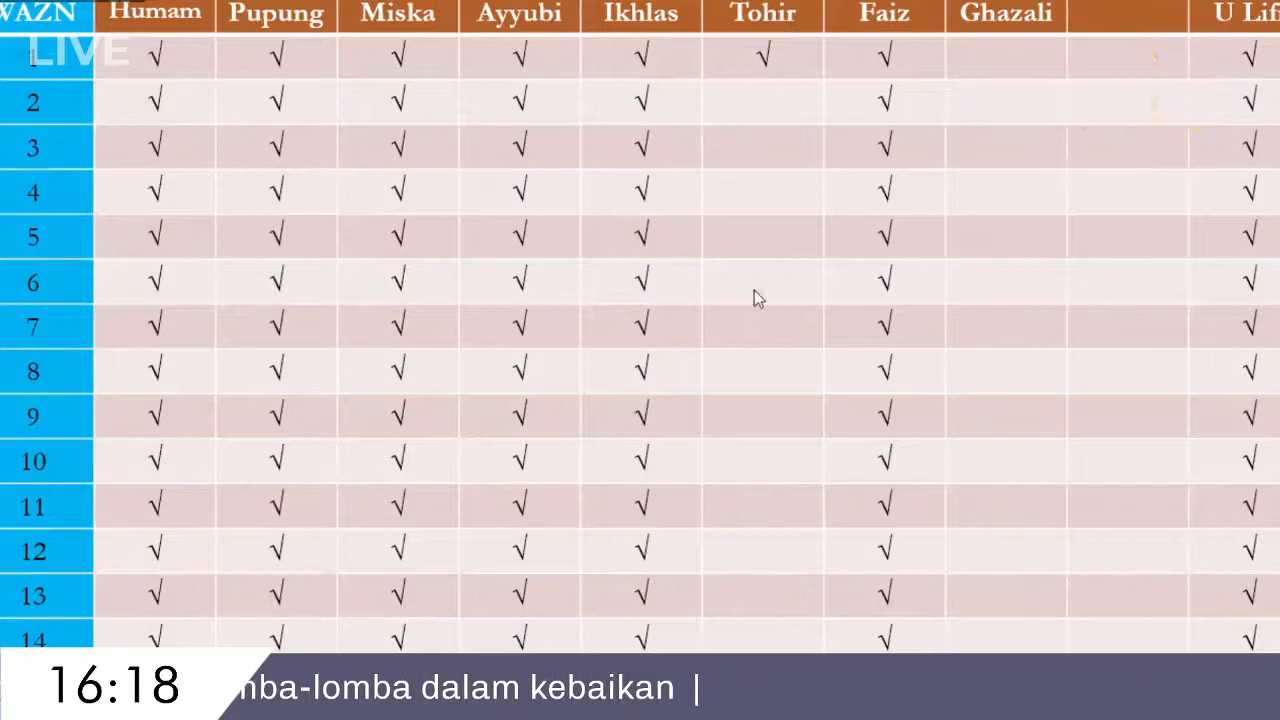 WAZN Humam Pupung Miska Ayyubi Ikhlas Tohir Faiz Ghazali U Lif
LIVE
1 √ √ √ √ √ √ √ √
2 √ √ √ √ √ √ √
3 √ √ √ √ √ √ √
4 √ √ √ √ √ √ √
5 √ √ √ √ √ √ √
6 √ √ √ √ √ √ √
7 √ √ √ √ √ √ √
8 √ √ √ √ √ √ √
9 √ √ √ √ √ √ √
10 √ √ √ √ √ √ √
11 √ √ √ √ √ √ √
12 √ √ √ √ √ √ √
13 √ √ √ √ √ √ √
14 √ √ √ √ √ √ √
16:18 mba-lomba dalam kebaikan |